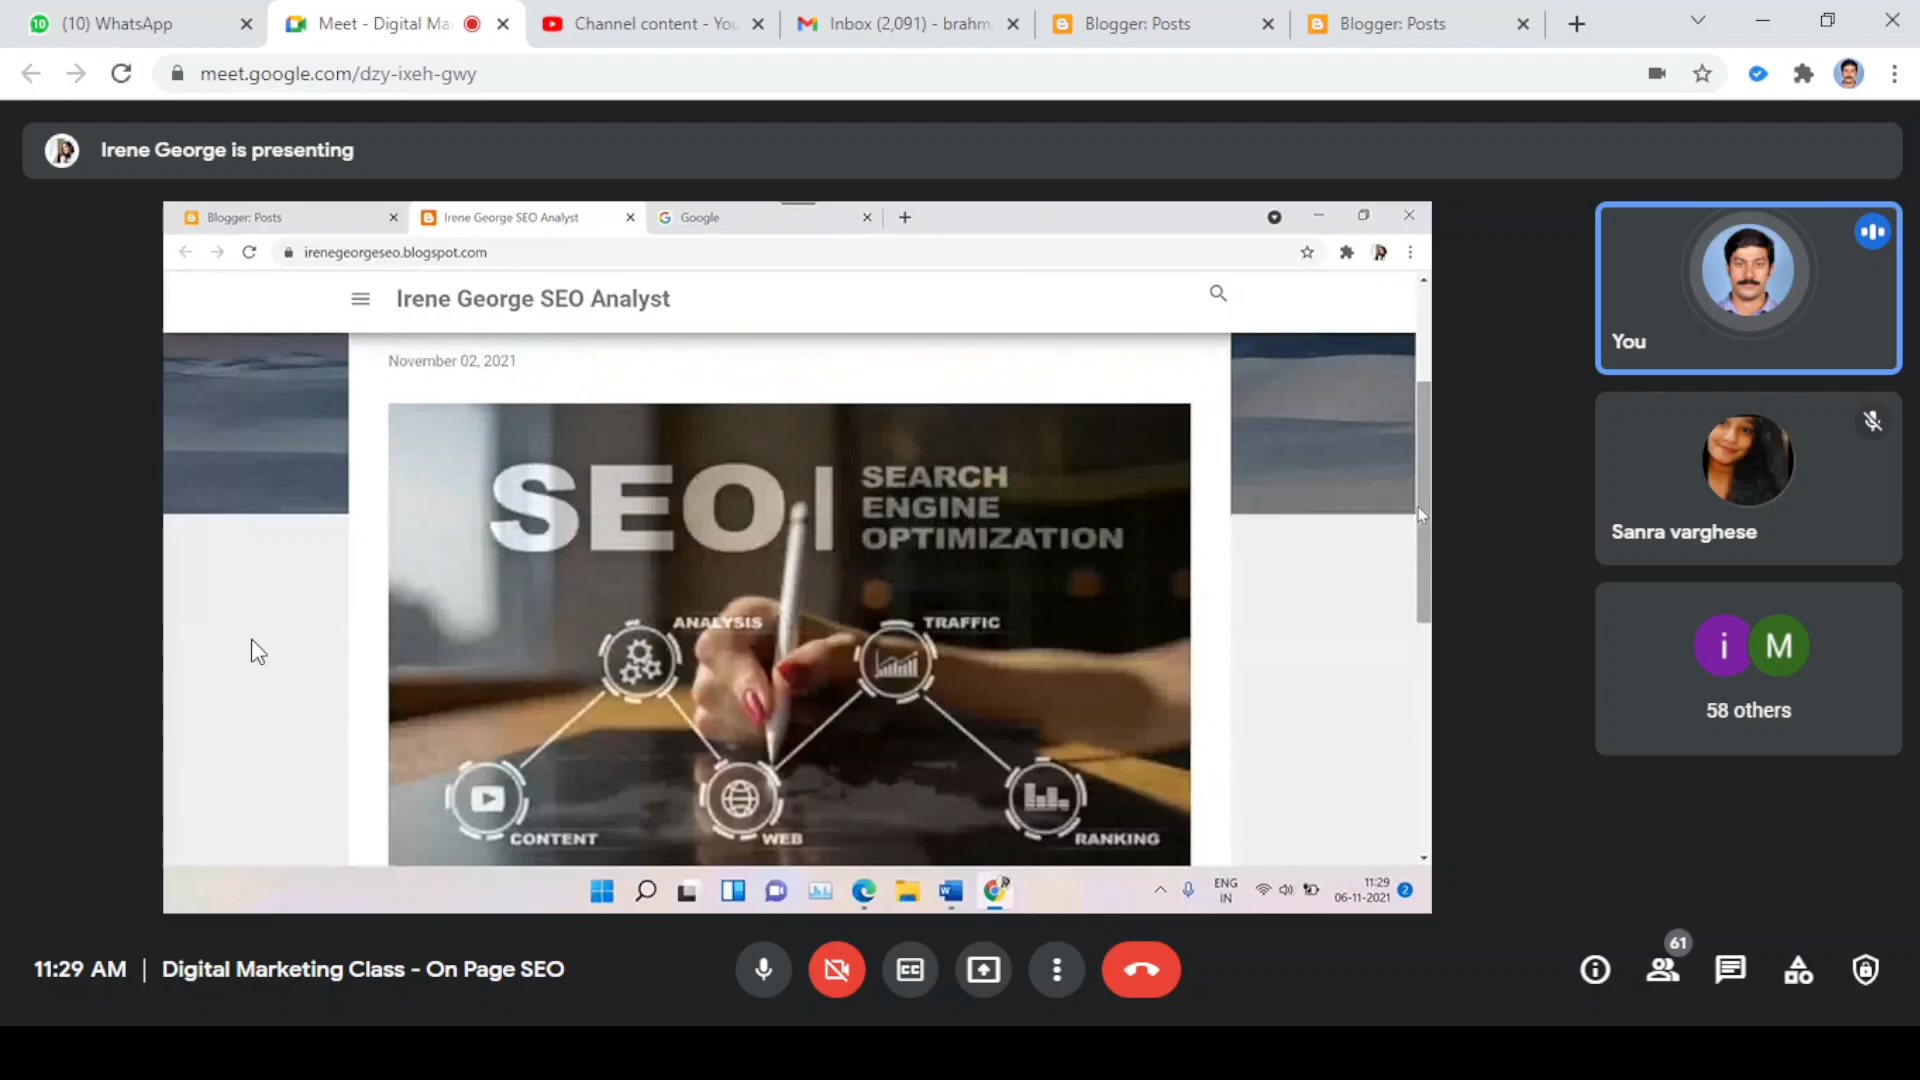 10
(10) WhatsApp
Meet - Digital Ma
Channel content - You
Inbox (2,091) - brahm
Blogger: Posts
Blogger: Posts
meet.google.com/dzy-ixeh-gwy
Irene George is presenting
Blogger: Posts
Irene George SEO Analyst
Google
irenegeorgeseo.blogspot.com
Irene George SEO Analyst
November 02, 2021
SEO
SEARCH
ENGINE
OPTIMIZATION
ANALYSIS
TRAFFIC
CONTENT
WEB
RANKING
ENG
IN
11:29
06-11-2021
2
You
Sanra varghese
i
M
58 others
11:29 AM | Digital Marketing Class - On Page SEO
CC
61